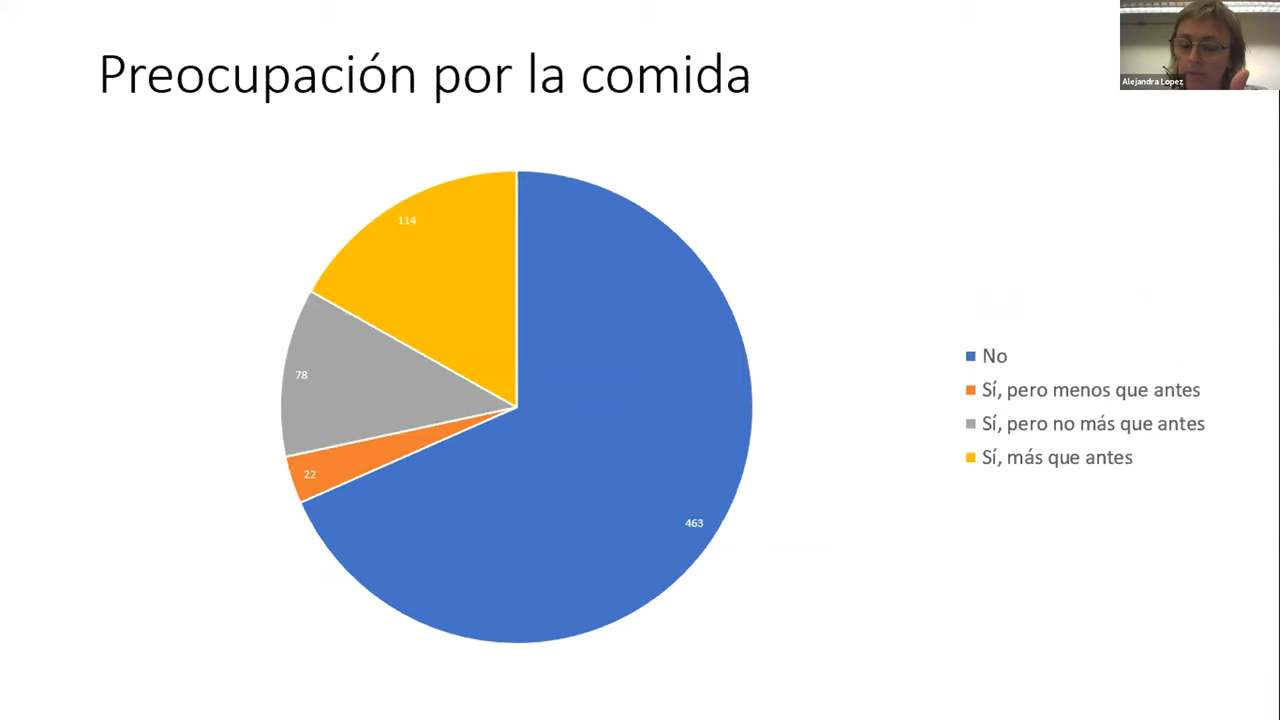 Preocupación por la comida
Alejandra Lopez
114
78
22
463
No
Sí, pero menos que antes
Sí, pero no más que antes
Sí, más que antes